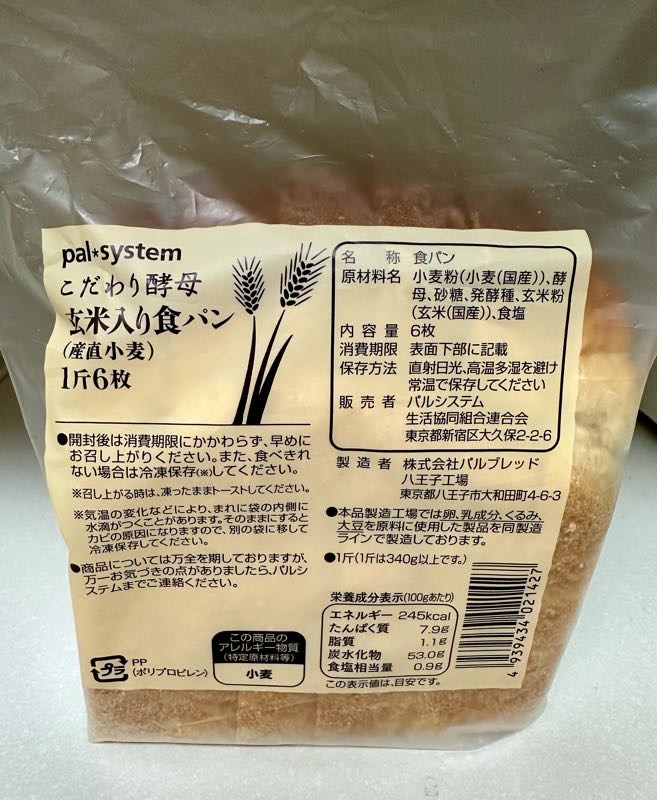 pal*system
こだわり酵母
玄米入り食パン
(産直小麦)
1斤6枚
●開封後は消費期限にかかわらず、早めに
お召し上がりください。また、食べきれ
ない場合は冷凍保存(※)してください。
※召し上がる時は、凍ったままトーストしてください。
※気温の変化などにより、まれに袋の内側に
水滴がつくことがあります。そのままにすると
カビの原因になりますので、別の袋に移して
冷凍保存してください。
●商品については万全を期しておりますが、
万一お気づきの点がありましたら、パルシ
ステムまでご連絡ください。
プラ
PP
(ポリプロピレン)
この商品の
アレルギー物質
(特定原材料等)
小麦
名称 食パン
原材料名 小麦粉(小麦(国産))、酵
母、砂糖、発酵種、玄米粉
(玄米(国産))、食塩
内容量 6枚
消費期限 表面下部に記載
保存方法 直射日光、高温多湿を避け
常温で保存してください
販売者 パルシステム
生活協同組合連合会
東京都新宿区大久保2-2-6
製造者 株式会社パルブレッド
八王子工場
東京都八王子市大和田町4-6-3
●本品製造工場では卵、乳成分、くるみ、
大豆を原料に使用した製品を同製造
ラインで製造しております。
●1斤(1斤は340g以上です。)
栄養成分表示(100gあたり)
エネルギー 245kcal
たんぱく質 7.9g
脂質 1.1g
炭水化物 53.0g
食塩相当量 0.9g
この表示値は、目安です。
4 939434 021427